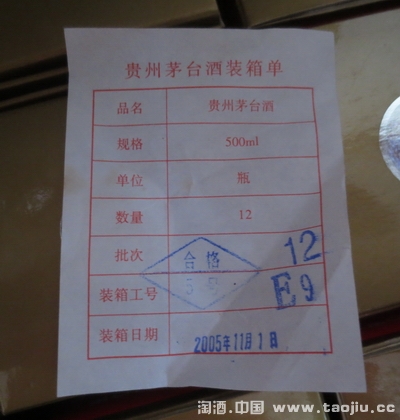 贵州茅台酒装箱单
品名 贵州茅台酒
规格 500ml
单位 瓶
数量 12
批次 12
合格
装箱工号 E9
装箱日期 2005年11月1日
淘酒.中国 www.taojiu.cc